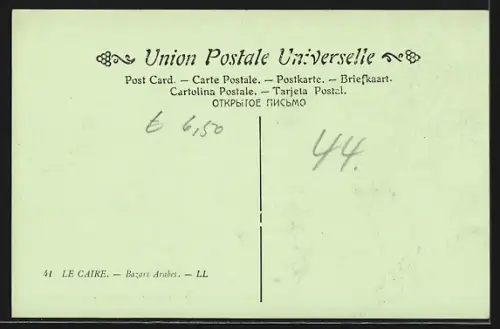 Union Postale Universelle
Post Card. — Carte Postale. — Postkarte. — Briefkaart.
Cartolina Postale. — Tarjeta Postal.
ОТКРЫТОЕ ПИСЬМО
€ 6,50
44.
41 LE CAIRE. — Bazars Arabes. — LL